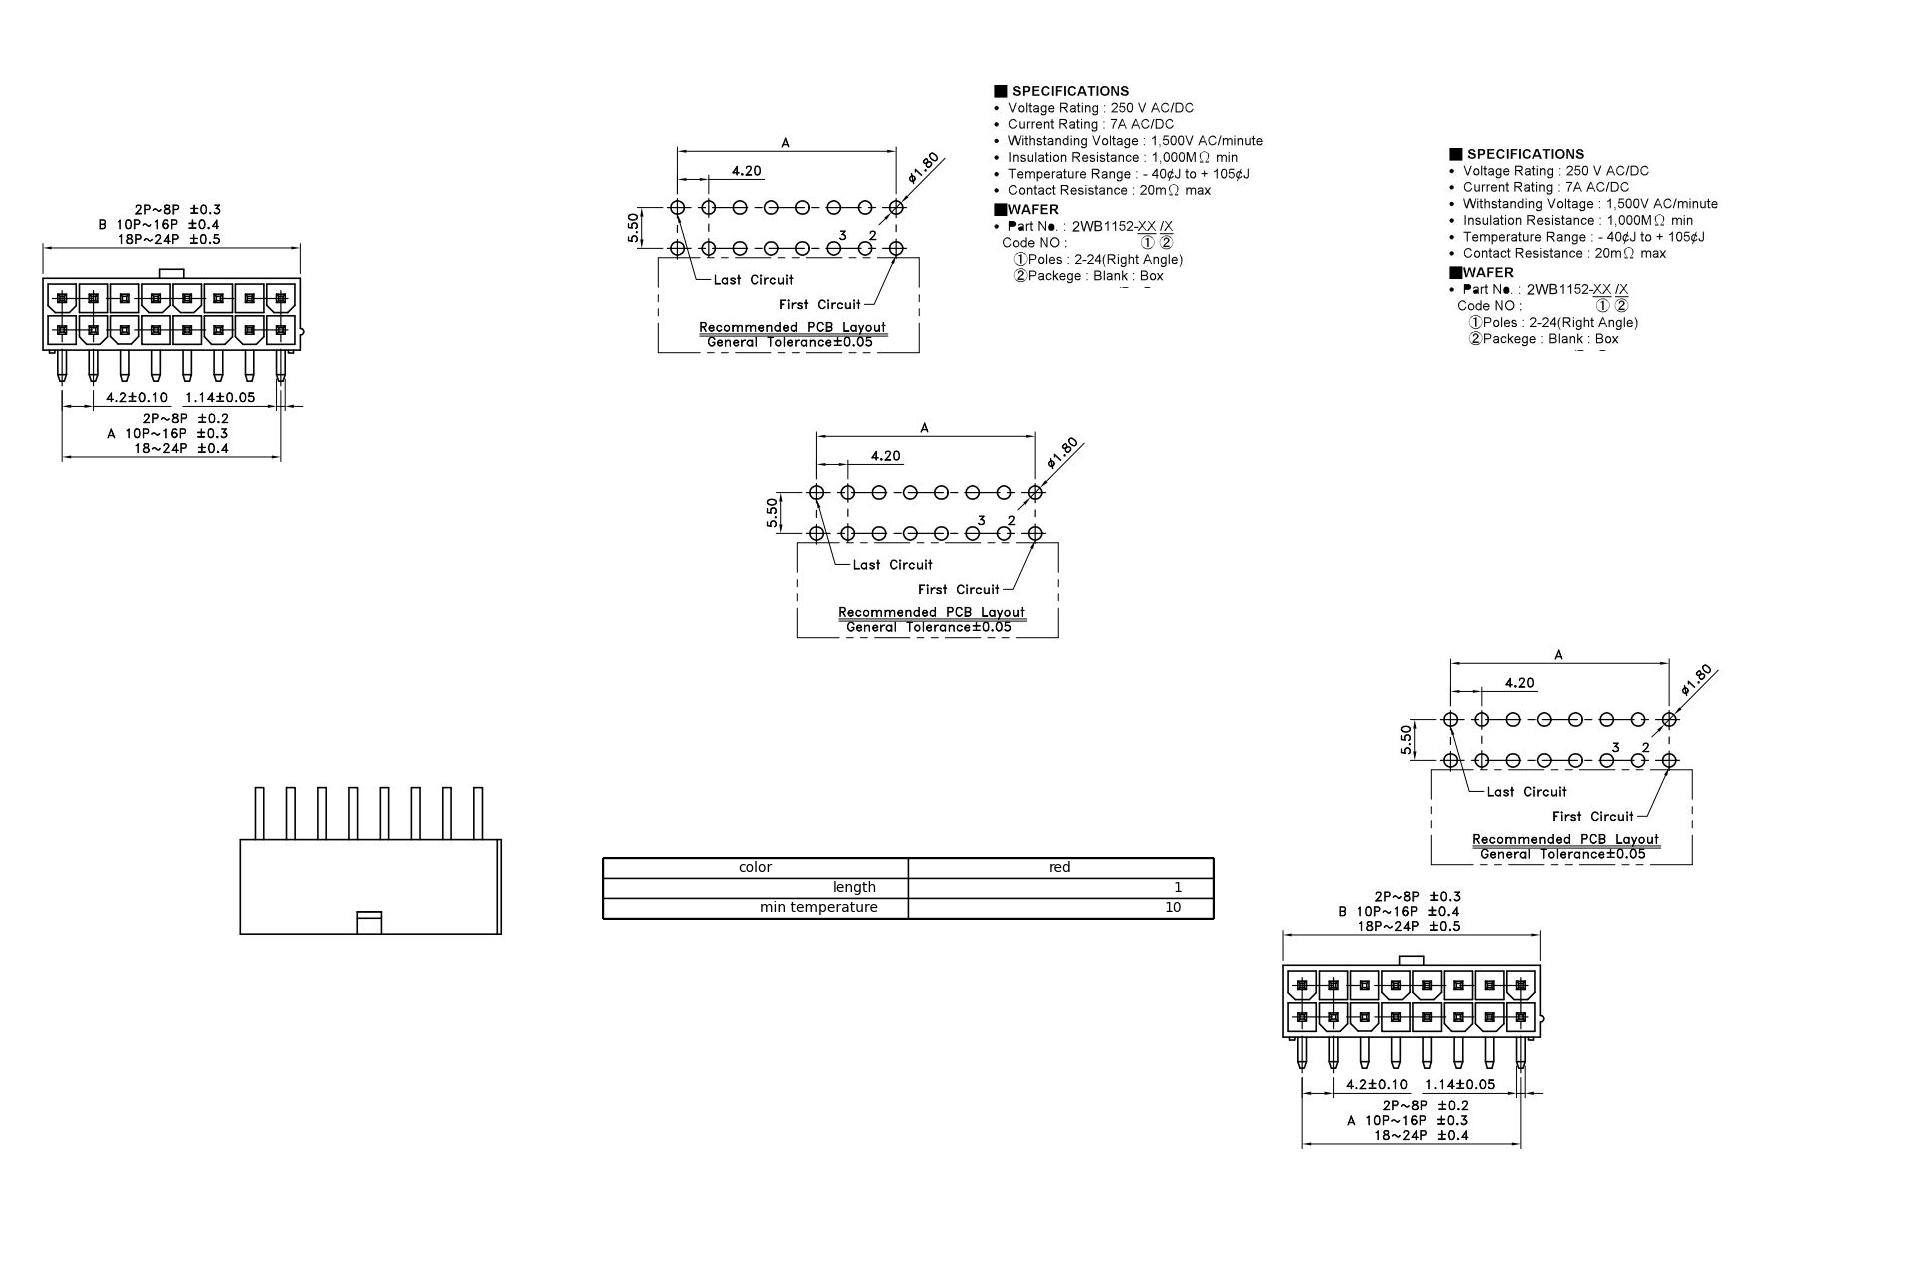 2P~8P ±0.3
B 10P~16P ±0.4
18P~24P ±0.5
4.2±0.10 1.14±0.05
2P~8P ±0.2
A 10P~16P ±0.3
18~24P ±0.4
A
4.20
ø1.80
5.50
3 2
Last Circuit
First Circuit
Recommended PCB Layout
General Tolerance±0.05
■ SPECIFICATIONS
• Voltage Rating : 250 V AC/DC
• Current Rating : 7A AC/DC
• Withstanding Voltage : 1,500V AC/minute
• Insulation Resistance : 1,000MΩ min
• Temperature Range : - 40¢J to + 105¢J
• Contact Resistance : 20mΩ max
■WAFER
• Part No. : 2WB1152-XX /X
Code NO : ① ②
①Poles : 2-24(Right Angle)
②Packege : Blank : Box
■ SPECIFICATIONS
• Voltage Rating : 250 V AC/DC
• Current Rating : 7A AC/DC
• Withstanding Voltage : 1,500V AC/minute
• Insulation Resistance : 1,000MΩ min
• Temperature Range : - 40¢J to + 105¢J
• Contact Resistance : 20mΩ max
■WAFER
• Part No. : 2WB1152-XX /X
Code NO : ① ②
①Poles : 2-24(Right Angle)
②Packege : Blank : Box
A
4.20
ø1.80
5.50
3 2
Last Circuit
First Circuit
Recommended PCB Layout
General Tolerance±0.05
A
4.20
ø1.80
5.50
3 2
Last Circuit
First Circuit
Recommended PCB Layout
General Tolerance±0.05
color red
length 1
min temperature 10
2P~8P ±0.3
B 10P~16P ±0.4
18P~24P ±0.5
4.2±0.10 1.14±0.05
2P~8P ±0.2
A 10P~16P ±0.3
18~24P ±0.4